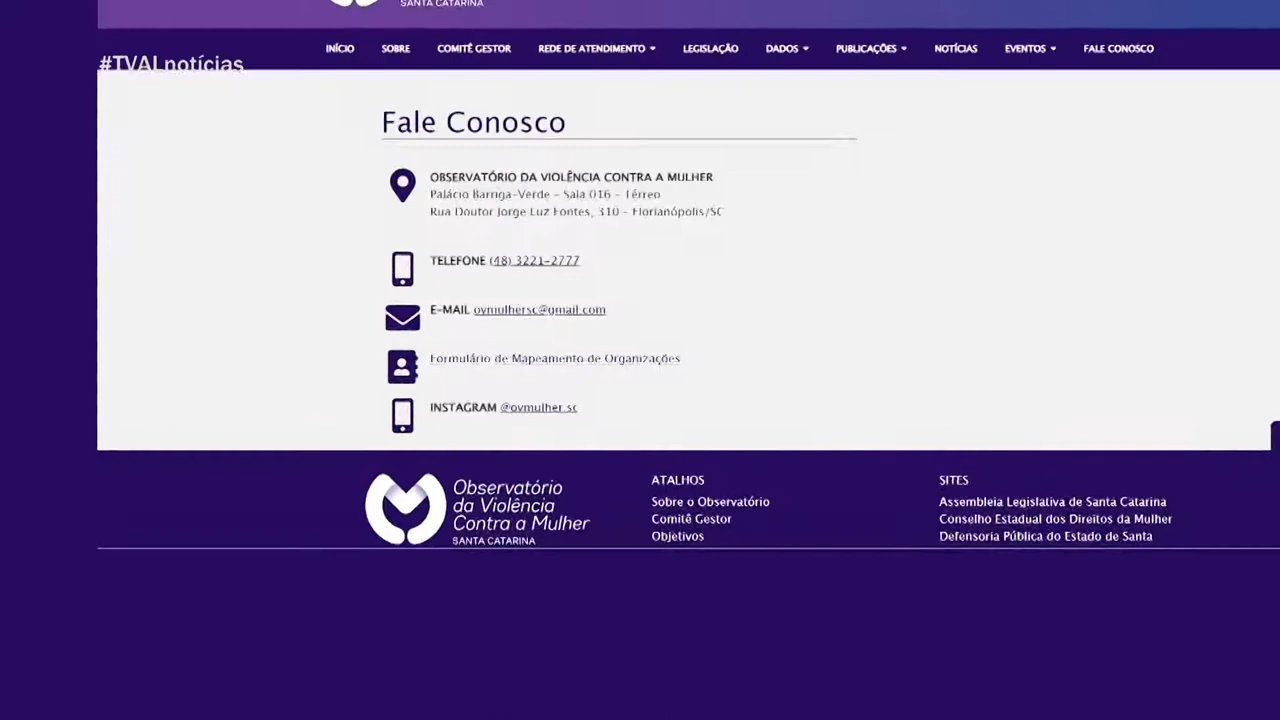 SANTA CATARINA
INÍCIO SOBRE COMITÊ GESTOR REDE DE ATENDIMENTO LEGISLAÇÃO DADOS PUBLICAÇÕES NOTÍCIAS EVENTOS FALE CONOSCO
#TVALnotícias
Fale Conosco
OBSERVATÓRIO DA VIOLÊNCIA CONTRA A MULHER
Palácio Barriga-Verde - Sala 016 - Térreo
Rua Doutor Jorge Luz Fontes, 310 - Florianópolis/SC
TELEFONE (48) 3221-2777
E-MAIL ovmulhersc@gmail.com
Formulário de Mapeamento de Organizações
INSTAGRAM @ovmulher.sc
Observatório
da Violência
Contra a Mulher
SANTA CATARINA
ATALHOS
Sobre o Observatório
Comitê Gestor
Objetivos
SITES
Assembleia Legislativa de Santa Catarina
Conselho Estadual dos Direitos da Mulher
Defensoria Pública do Estado de Santa